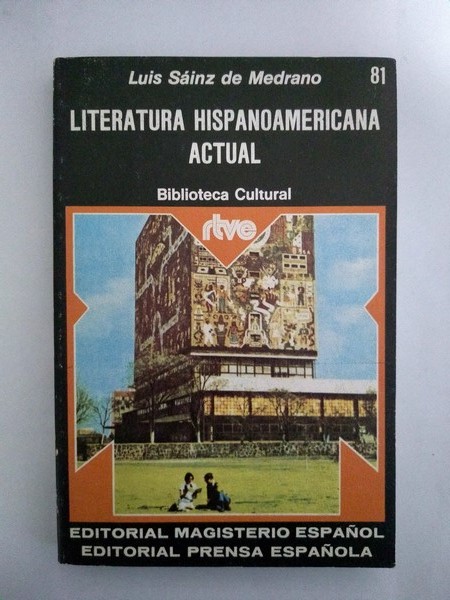 Luis Sáinz de Medrano
81
LITERATURA HISPANOAMERICANA
ACTUAL
Biblioteca Cultural
rtve
EDITORIAL MAGISTERIO ESPAÑOL
EDITORIAL PRENSA ESPAÑOLA